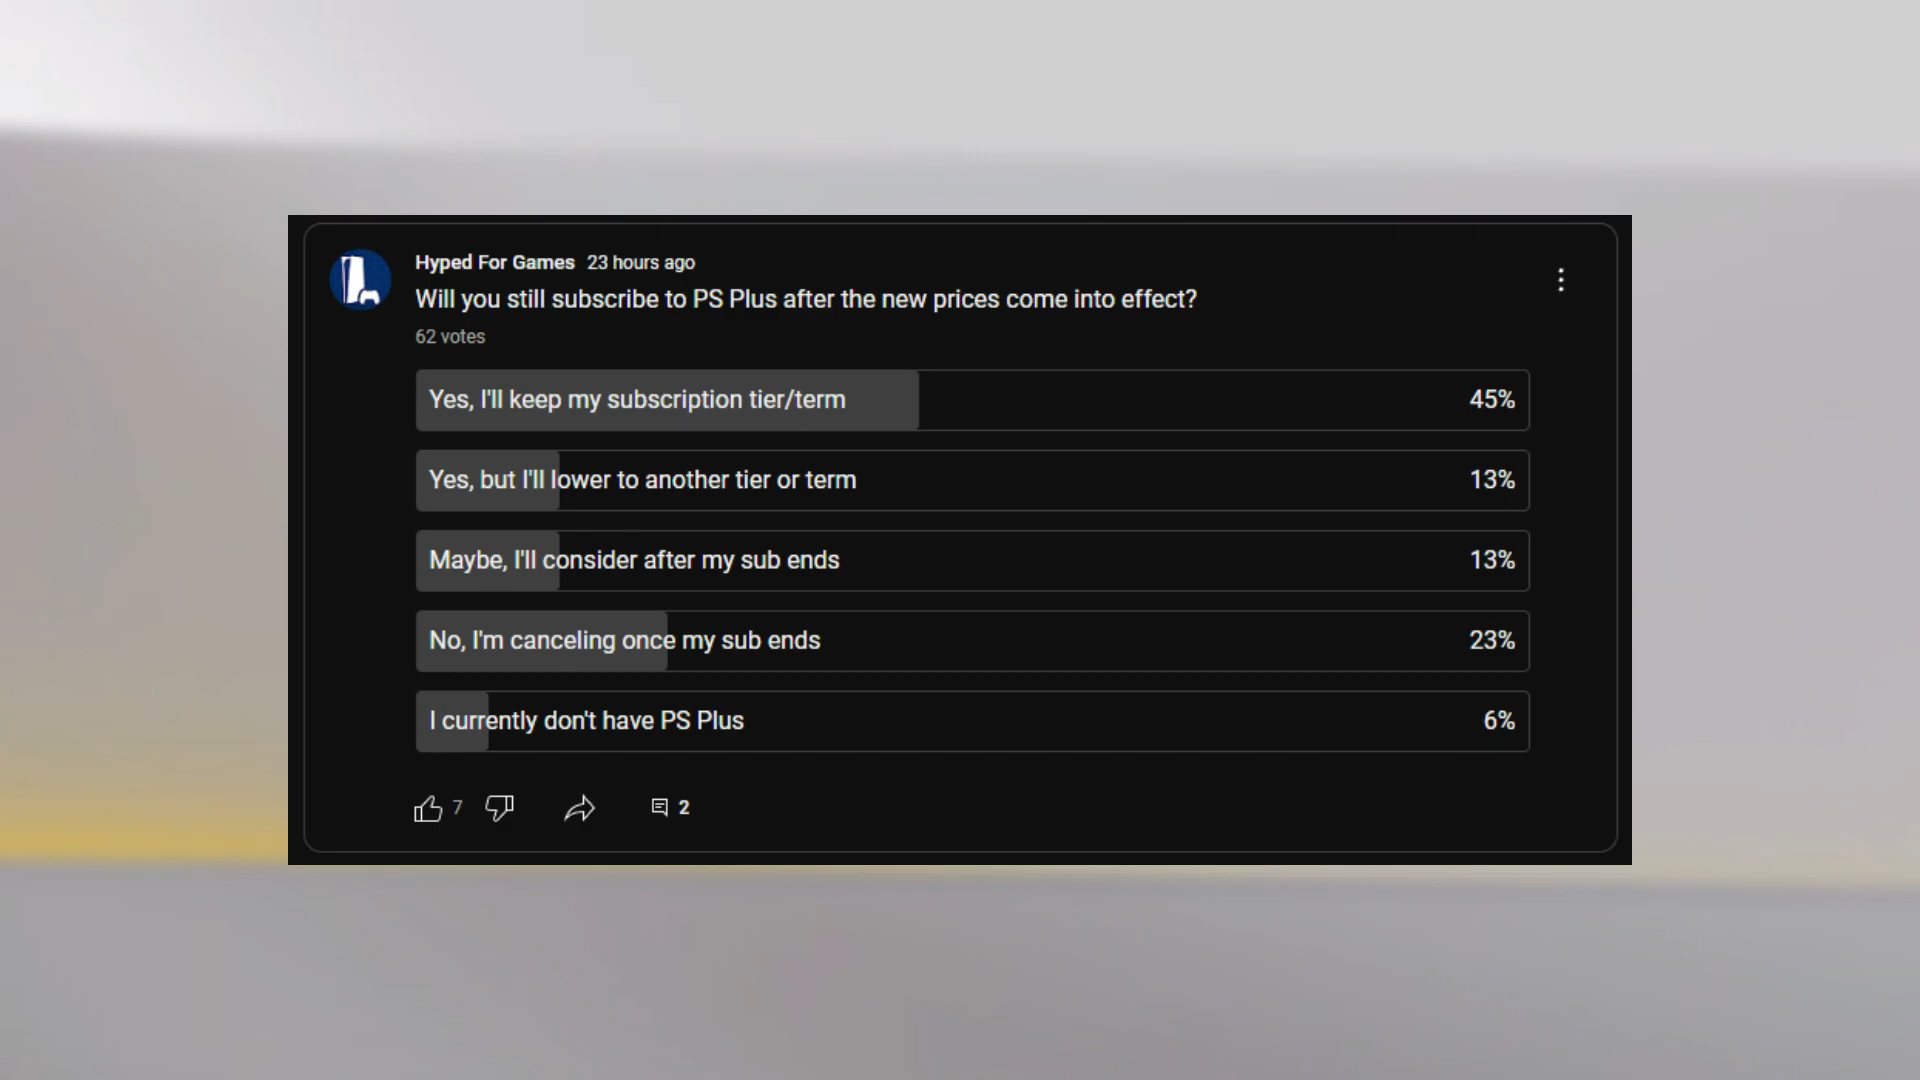 Hyped For Games 23 hours ago
Will you still subscribe to PS Plus after the new prices come into effect?
62 votes
Yes, I'll keep my subscription tier/term 45%
Yes, but I'll lower to another tier or term 13%
Maybe, I'll consider after my sub ends 13%
No, I'm canceling once my sub ends 23%
I currently don't have PS Plus 6%
7 2